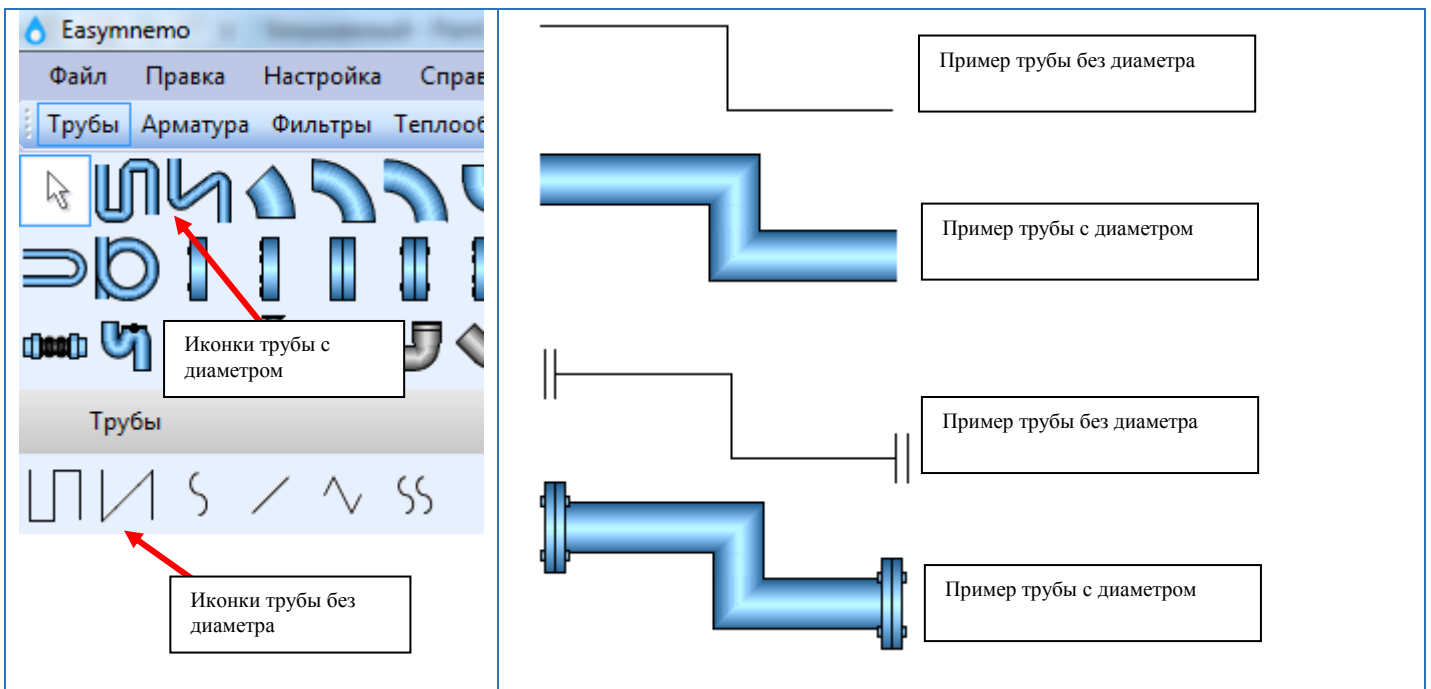 Easymnemo
Файл Правка Настройка Справ
Трубы Арматура Фильтры Теплооб
Иконки трубы с
диаметром
Трубы
Иконки трубы без
диаметра
Пример трубы без диаметра
Пример трубы с диаметром
Пример трубы без диаметра
Пример трубы с диаметром